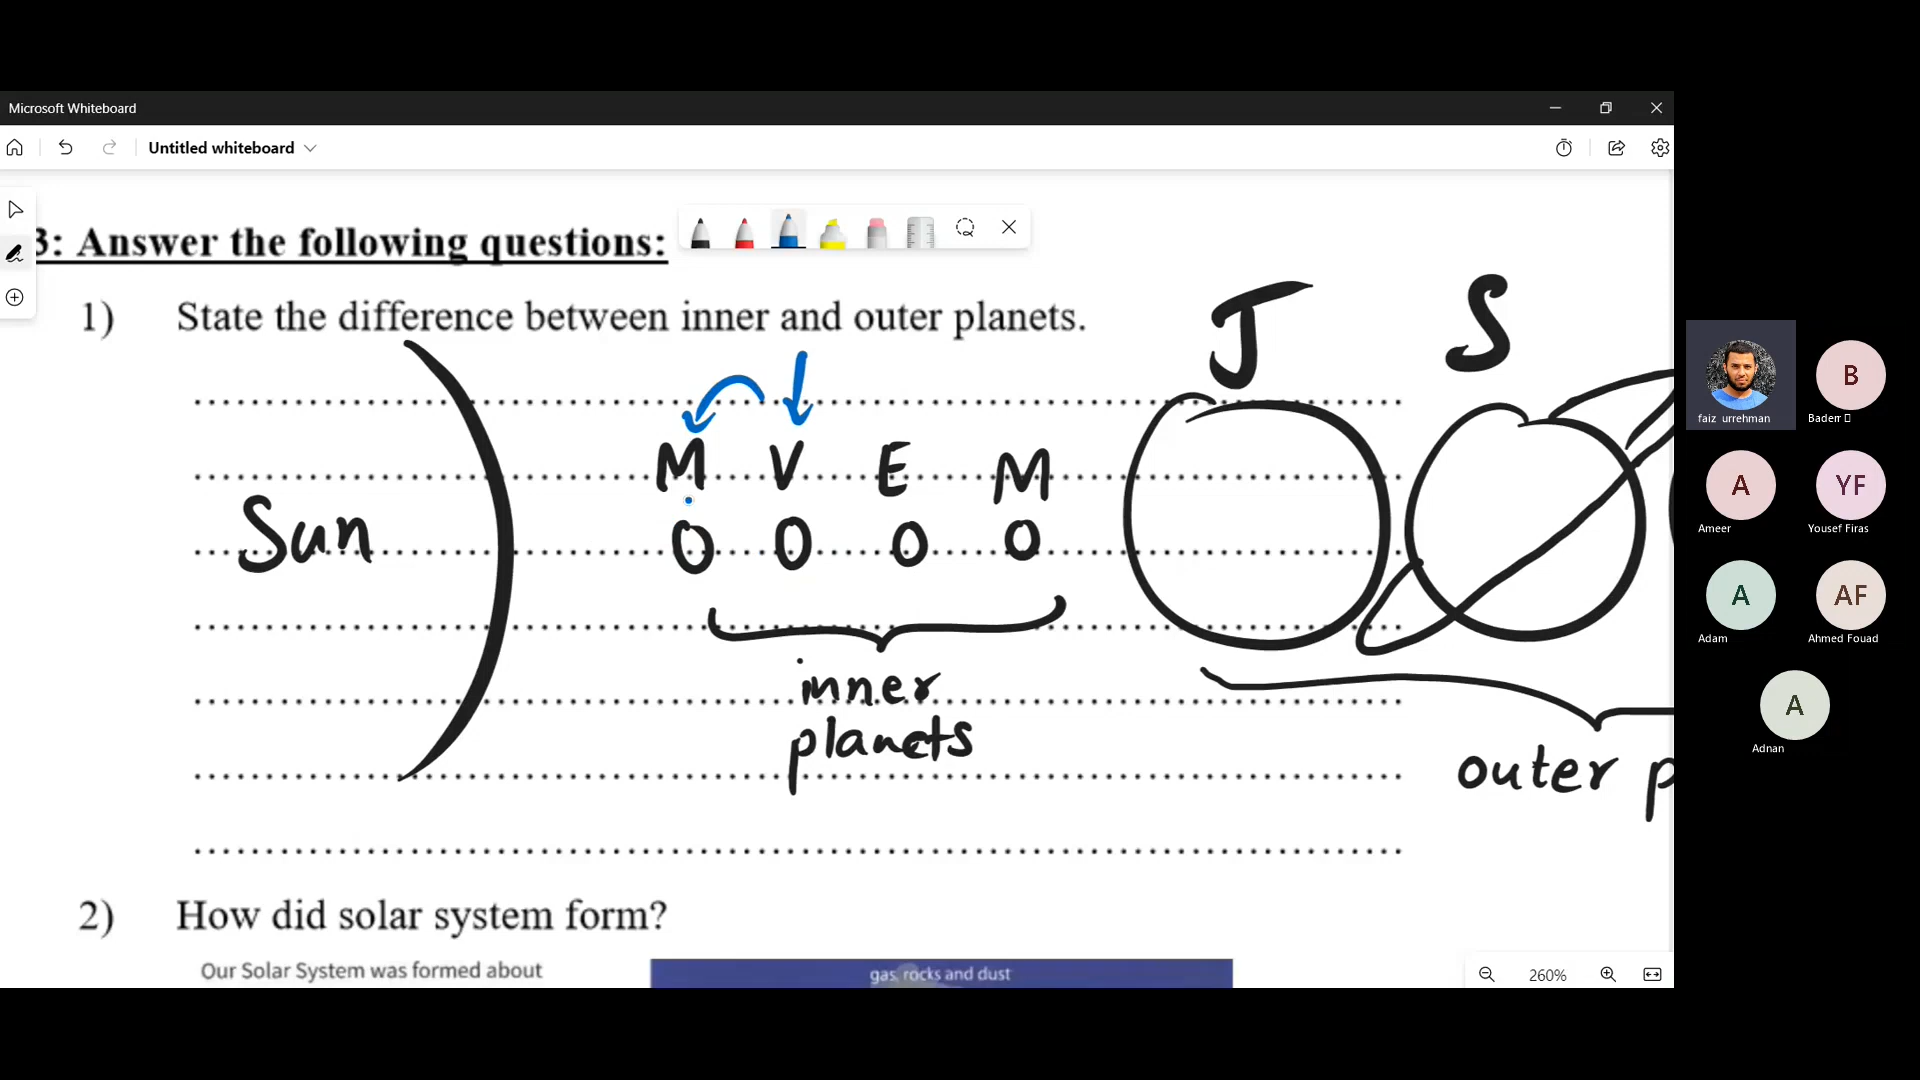 Microsoft Whiteboard
Untitled whiteboard
3: Answer the following questions:
1) State the difference between inner and outer planets.
J S
M V E M
Sun O O O O
inner
planets
outer p
2) How did solar system form?
Our Solar System was formed about
gas, rocks and dust
260%
faiz urrehman
B
Baderr
A
Ameer
YF
Yousef Firas
A
Adam
AF
Ahmed Fouad
A
Adnan